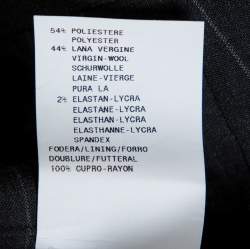 54% POLIESTERE
POLYESTER
44% LANA VERGINE
VIRGIN-WOOL
SCHURWOLLE
LAINE-VIERGE
PURA LA
2% ELASTAN-LYCRA
ELASTANE-LYCRA
ELASTHAN-LYCRA
ELASTHANNE-LYCRA
SPANDEX
FODERA/LINING/FORRO
DOUBLURE/FUTTERAL
100% CUPRO-RAYON